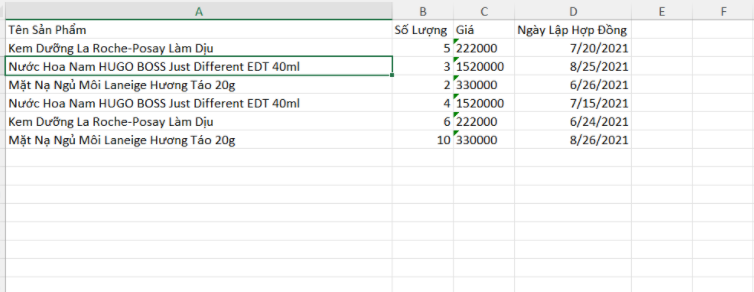 A B C D E F
Tên Sản Phẩm Số Lượng Giá Ngày Lập Hợp Đồng
Kem Dưỡng La Roche-Posay Làm Dịu 5 222000 7/20/2021
Nước Hoa Nam HUGO BOSS Just Different EDT 40ml 3 1520000 8/25/2021
Mặt Nạ Ngủ Môi Laneige Hương Táo 20g 2 330000 6/26/2021
Nước Hoa Nam HUGO BOSS Just Different EDT 40ml 4 1520000 7/15/2021
Kem Dưỡng La Roche-Posay Làm Dịu 6 222000 6/24/2021
Mặt Nạ Ngủ Môi Laneige Hương Táo 20g 10 330000 8/26/2021